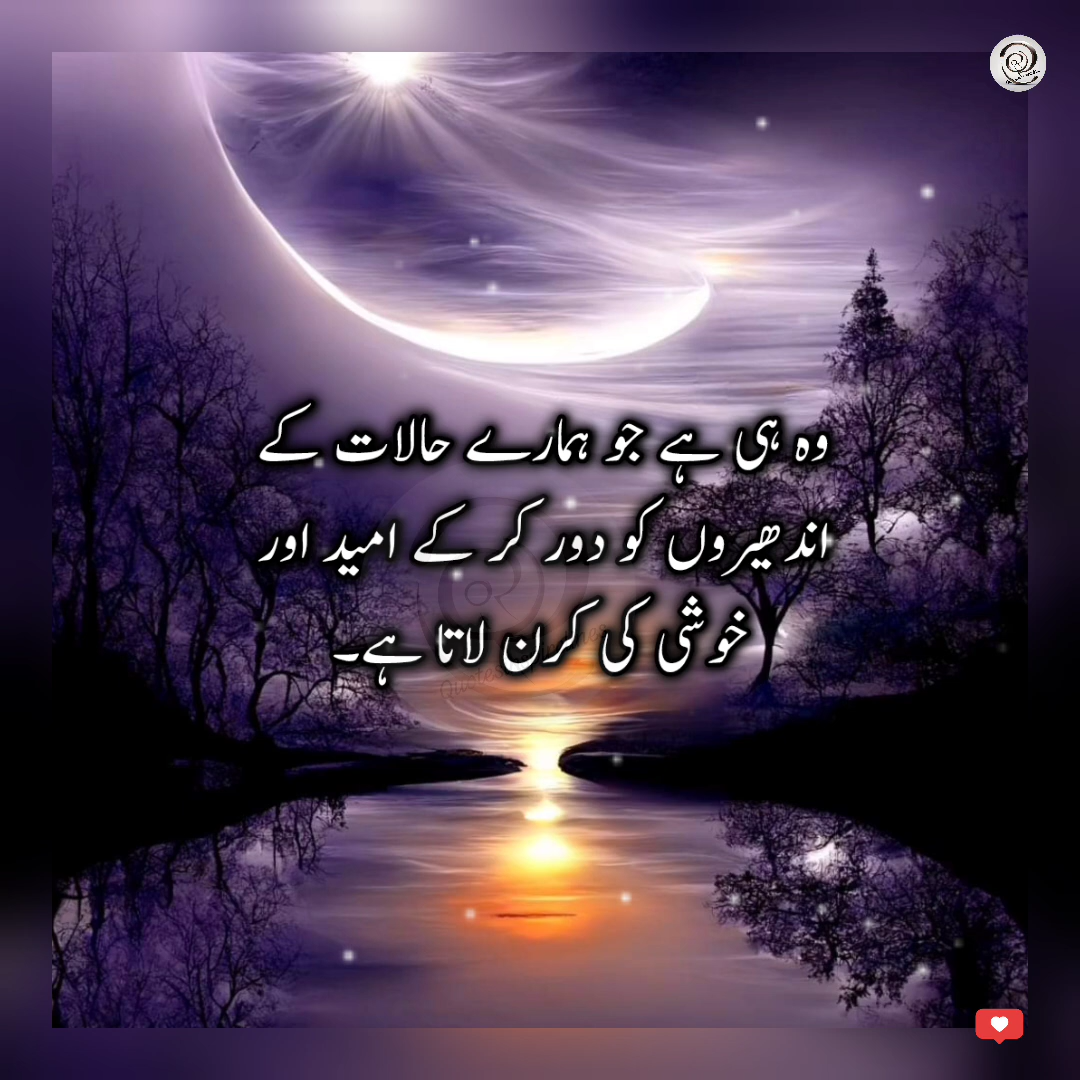 وہ ہی ہے جو ہمارے حالات کے
اندھیروں کو دور کر کے امید اور
خوشی کی کرن لاتا ہے۔